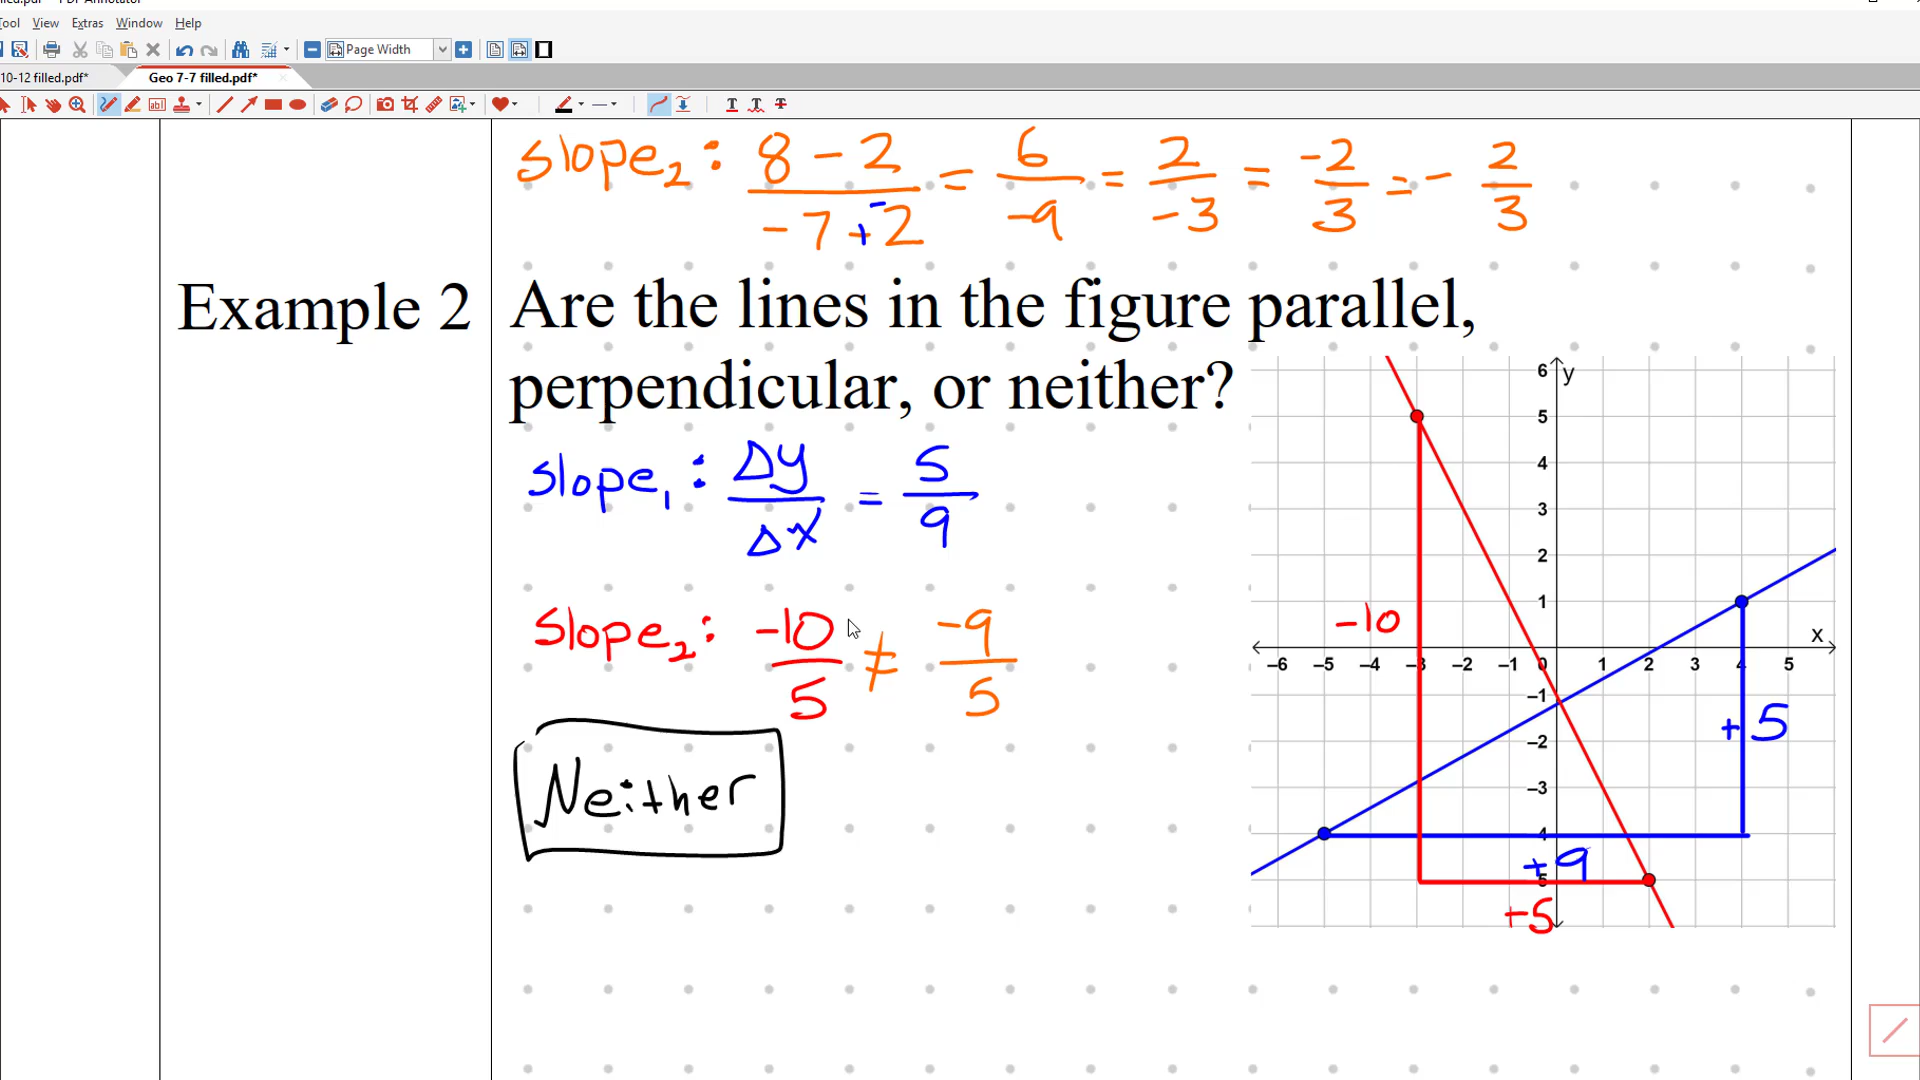 Tool View Extras Window Help
Page Width
10-12 filled.pdf* Geo 7-7 filled.pdf*
slope₂ : 8 - 2 / -7 + -2 = 6 / -9 = 2 / -3 = -2 / 3 = - 2 / 3
Example 2 Are the lines in the figure parallel,
perpendicular, or neither?
slope₁ : Δy / Δx = 5 / 9
slope₂ : -10 / 5 ≠ -9 / 5
Neither
y
6
5
4
3
2
1
x
–6 –5 –4 –3 –2 –1 0 1 2 3 4 5
–1
–2
–3
4
5
-10
+5
+9
+5